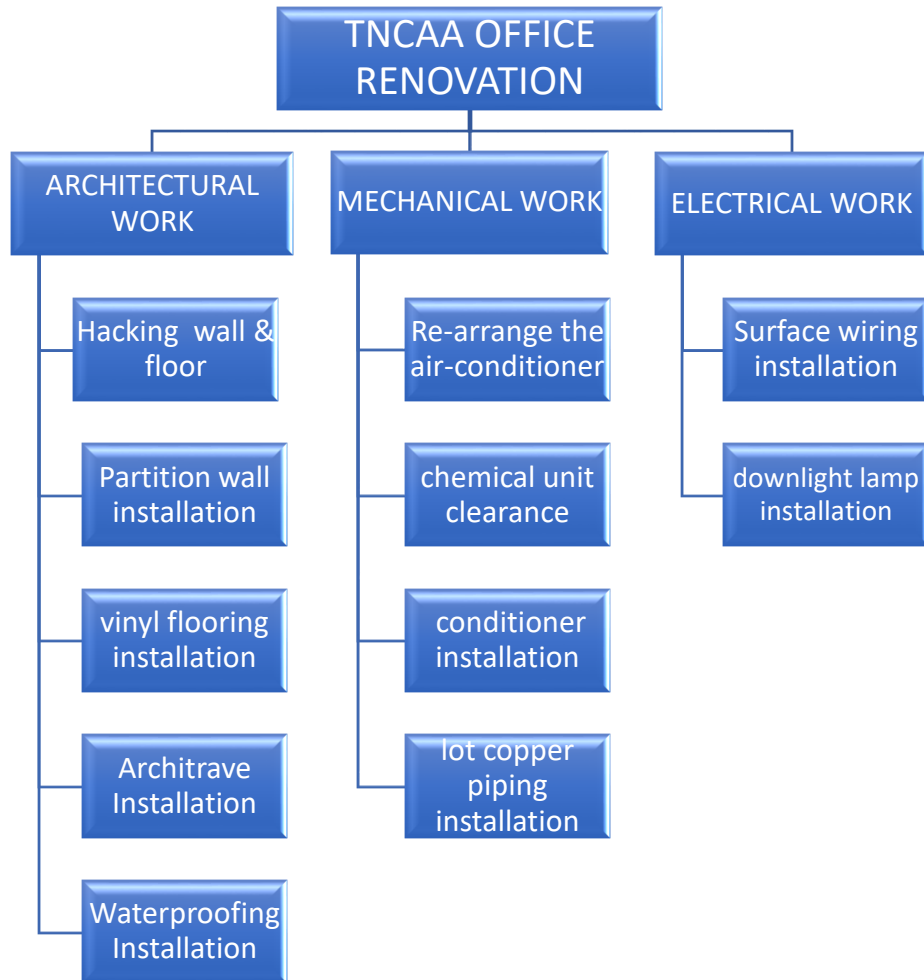 TNCAA OFFICE
RENOVATION
ARCHITECTURAL
WORK
Hacking  wall &
floor
Partition wall
installation
vinyl flooring
installation
Architrave
Installation
Waterproofing
Installation
MECHANICAL WORK
Re-arrange the
air-conditioner
chemical unit
clearance
conditioner
installation
lot copper
piping
installation
ELECTRICAL WORK
Surface wiring
installation
downlight lamp
installation